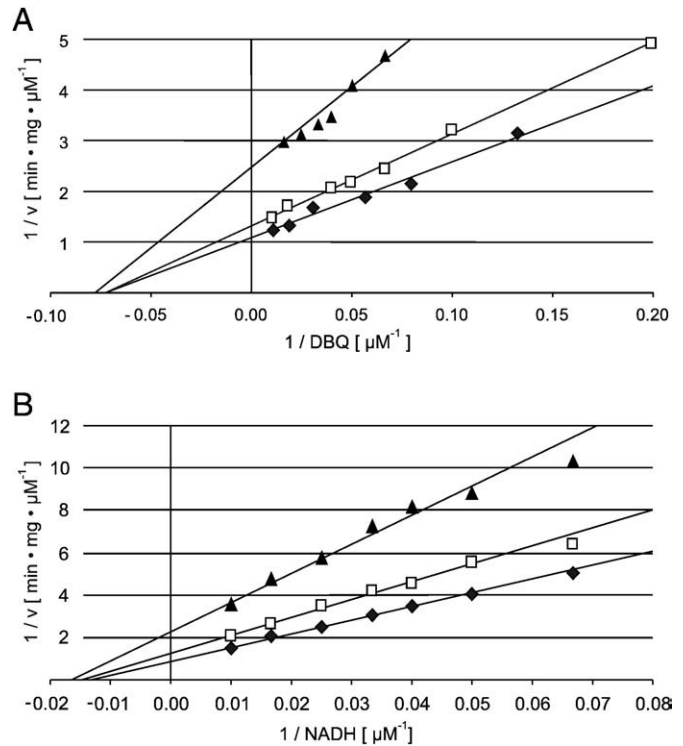 A
5
4
3
2
1
1 / v [ min • mg • µM⁻¹ ]
-0.10 -0.05 0.00 0.05 0.10 0.15 0.20
1 / DBQ [ µM⁻¹ ]
B
12
10
8
6
4
2
1 / v [ min • mg • µM⁻¹ ]
-0.02 -0.01 0.00 0.01 0.02 0.03 0.04 0.05 0.06 0.07 0.08
1 / NADH [ µM⁻¹ ]